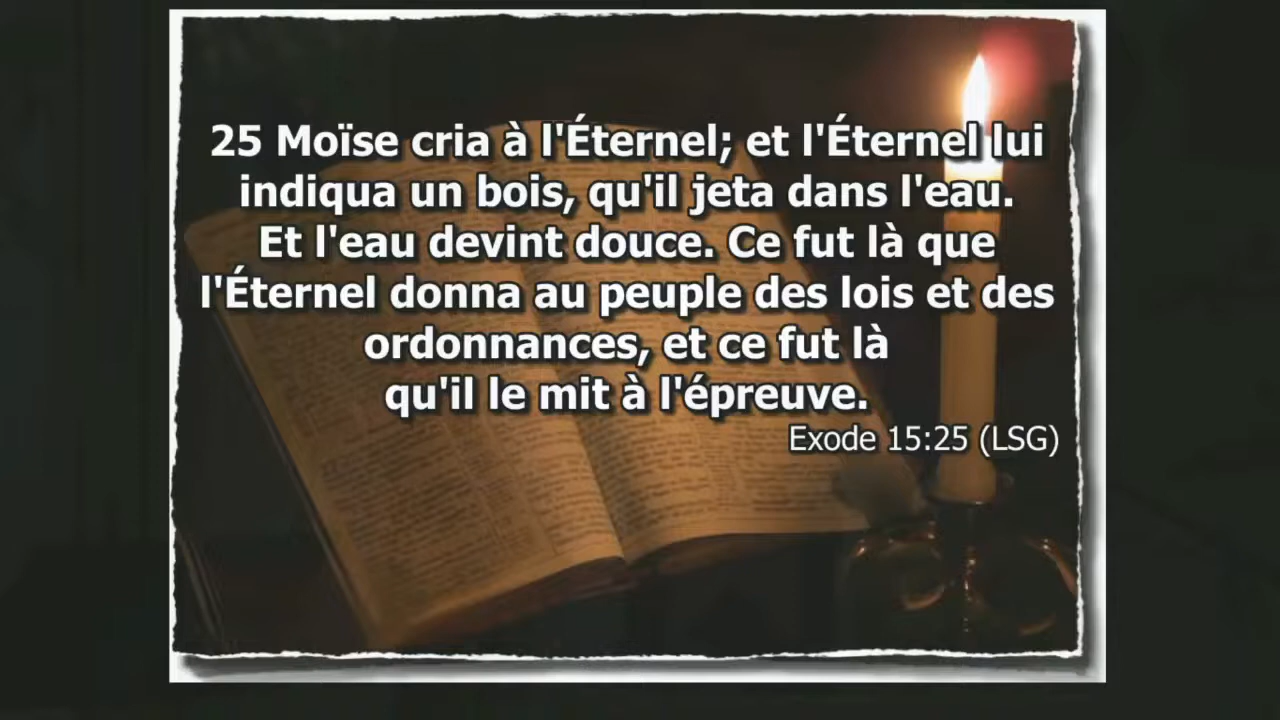 25 Moïse cria à l'Éternel; et l'Éternel lui
indiqua un bois, qu'il jeta dans l'eau.
Et l'eau devint douce. Ce fut là que
l'Éternel donna au peuple des lois et des
ordonnances, et ce fut là
qu'il le mit à l'épreuve.
Exode 15:25 (LSG)